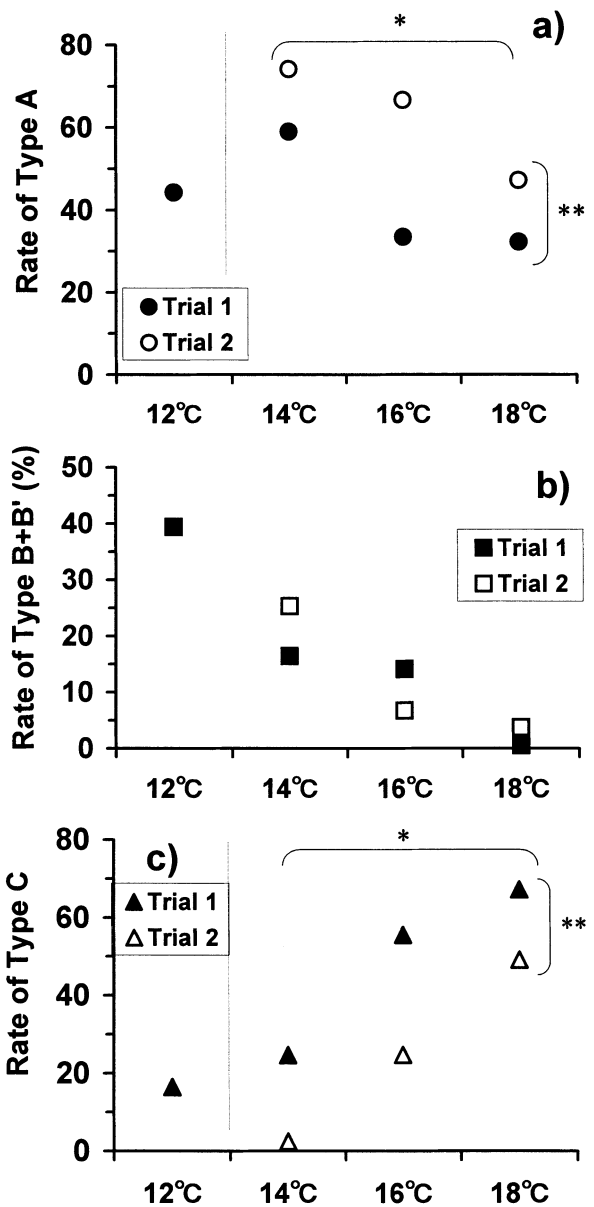 a)
*
80
60
40
20
0
Rate of Type A
**
Trial 1
Trial 2
12℃ 14℃ 16℃ 18℃
b)
50
40
30
20
10
0
Rate of Type B+B' (%)
Trial 1
Trial 2
12℃ 14℃ 16℃ 18℃
c)
*
80
60
40
20
0
Rate of Type C
**
Trial 1
Trial 2
12℃ 14℃ 16℃ 18℃